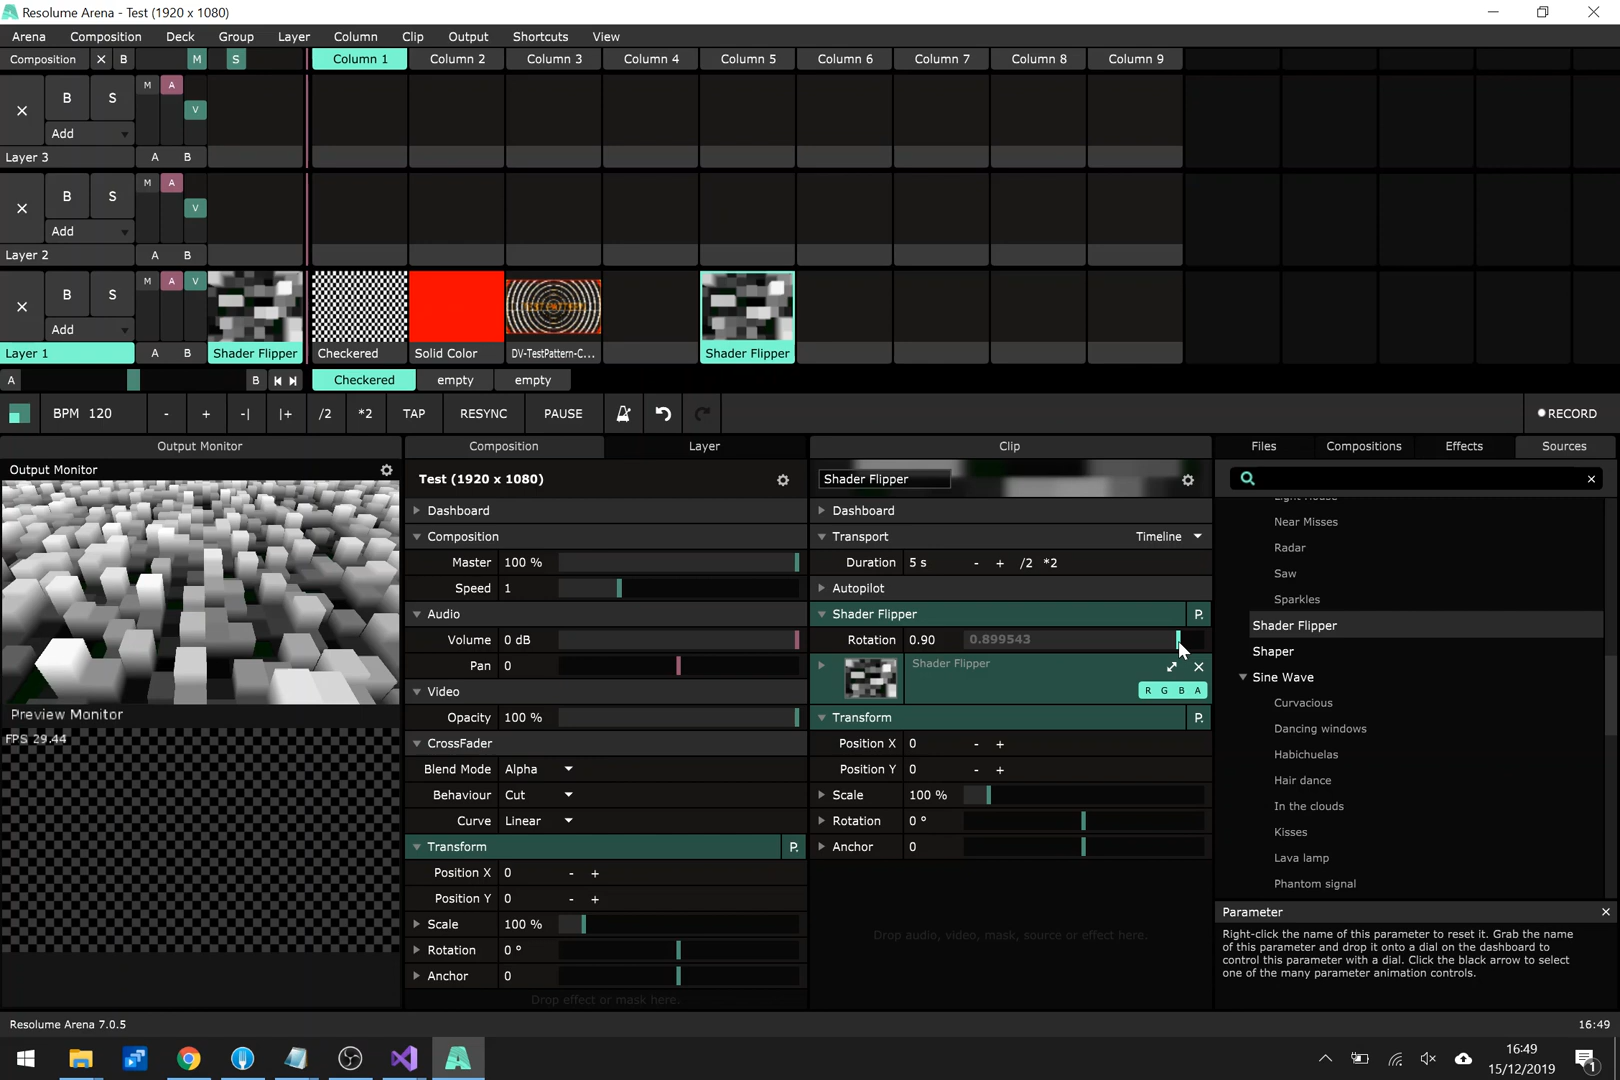 Resolume Arena - Test (1920 x 1080)
Arena Composition Deck Group Layer Column Clip Output Shortcuts View
Composition × B M S Column 1 Column 2 Column 3 Column 4 Column 5 Column 6 Column 7 Column 8 Column 9
M A
× B S V
Add
Layer 3 A B
M A
× B S V
Add
Layer 2 A B
M A V
× B S
Add
Layer 1 A B Shader Flipper Checkered Solid Color DV-TestPattern-C... Shader Flipper
A B Checkered empty empty
BPM 120 - + -| |+ /2 *2 TAP RESYNC PAUSE RECORD
Output Monitor Composition Layer Clip Files Compositions Effects Sources
Output Monitor
Preview Monitor
FPS 29.44
Test (1920 x 1080)
Dashboard
Composition
Master 100 %
Speed 1
Audio
Volume 0 dB
Pan 0
Video
Opacity 100 %
CrossFader
Blend Mode Alpha
Behaviour Cut
Curve Linear
Transform P.
Position X 0 - +
Position Y 0 - +
Scale 100 %
Rotation 0 °
Anchor 0
Drop effect or mask here.
Shader Flipper
Dashboard
Transport Timeline
Duration 5 s - + /2 *2
Autopilot
Shader Flipper P.
Rotation 0.90 0.899543
Shader Flipper
R G B A
Transform P.
Position X 0 - +
Position Y 0 - +
Scale 100 %
Rotation 0 °
Anchor 0
Drop audio, video, mask, source or effect here.
Light House
Near Misses
Radar
Saw
Sparkles
Shader Flipper
Shaper
Sine Wave
Curvacious
Dancing windows
Habichuelas
Hair dance
In the clouds
Kisses
Lava lamp
Phantom signal
Parameter
Right-click the name of this parameter to reset it. Grab the name
of this parameter and drop it onto a dial on the dashboard to
control this parameter with a dial. Click the black arrow to select
one of the many parameter animation controls.
Resolume Arena 7.0.5 16:49
16:49
15/12/2019
1